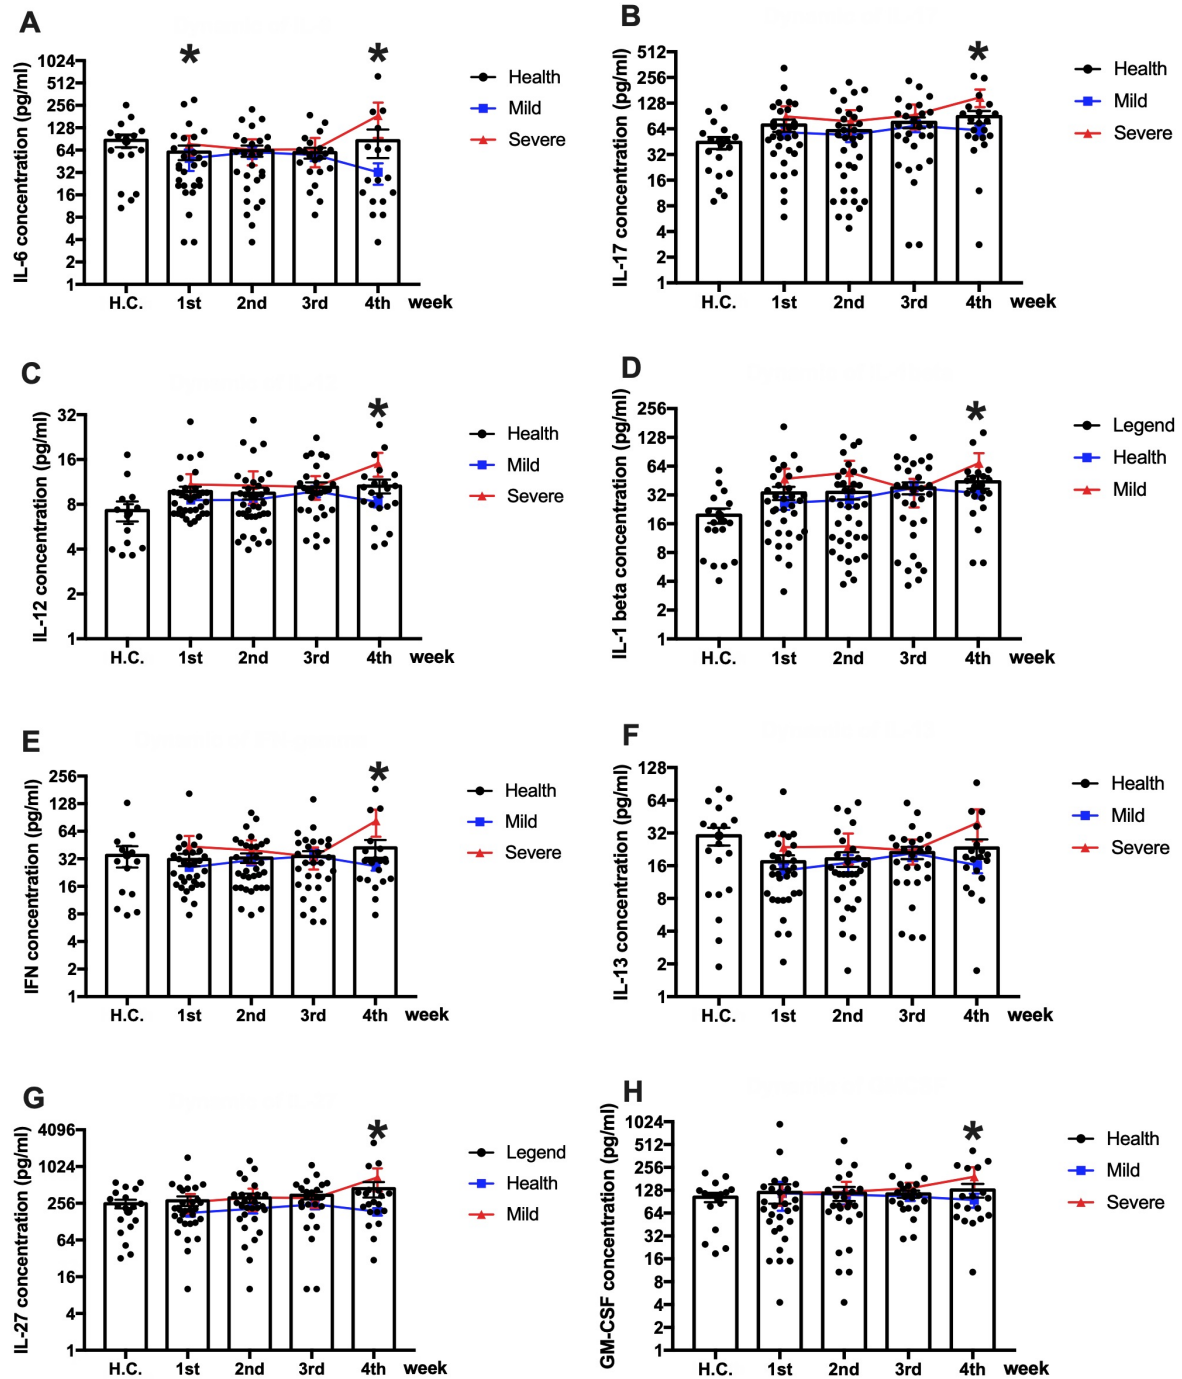 A
IL-6 concentration (pg/ml)
1024
512
256
128
64
32
16
8
4
2
1
*
*
H.C.
1st
2nd
3rd
4th
week
Health
Mild
Severe
B
IL-17 concentration (pg/ml)
512
256
128
64
32
16
8
4
2
1
*
H.C.
1st
2nd
3rd
4th
week
Health
Mild
Severe
C
IL-12 concentration (pg/ml)
32
16
8
4
2
1
*
H.C.
1st
2nd
3rd
4th
week
Health
Mild
Severe
D
IL-1 beta concentration (pg/ml)
256
128
64
32
16
8
4
2
1
*
H.C.
1st
2nd
3rd
4th
week
Legend
Health
Mild
E
IFN concentration (pg/ml)
256
128
64
32
16
8
4
2
1
*
H.C.
1st
2nd
3rd
4th
week
Health
Mild
Severe
F
IL-13 concentration (pg/ml)
128
64
32
16
8
4
2
1
H.C.
1st
2nd
3rd
4th
week
Health
Mild
Severe
G
IL-27 concentration (pg/ml)
4096
1024
256
64
16
4
1
*
H.C.
1st
2nd
3rd
4th
week
Legend
Health
Mild
H
GM-CSF concentration (pg/ml)
1024
512
256
128
64
32
16
8
4
2
1
*
H.C.
1st
2nd
3rd
4th
week
Health
Mild
Severe